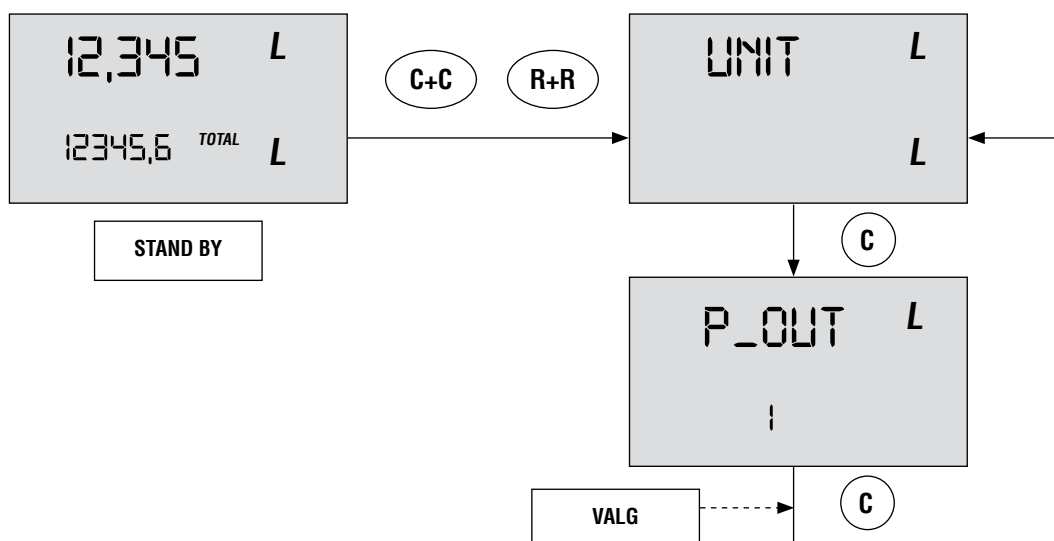 12,345 L
12345,6 TOTAL L
STAND BY
C+C R+R
UNIT L
L
C
P_OUT L
1
C
VALG